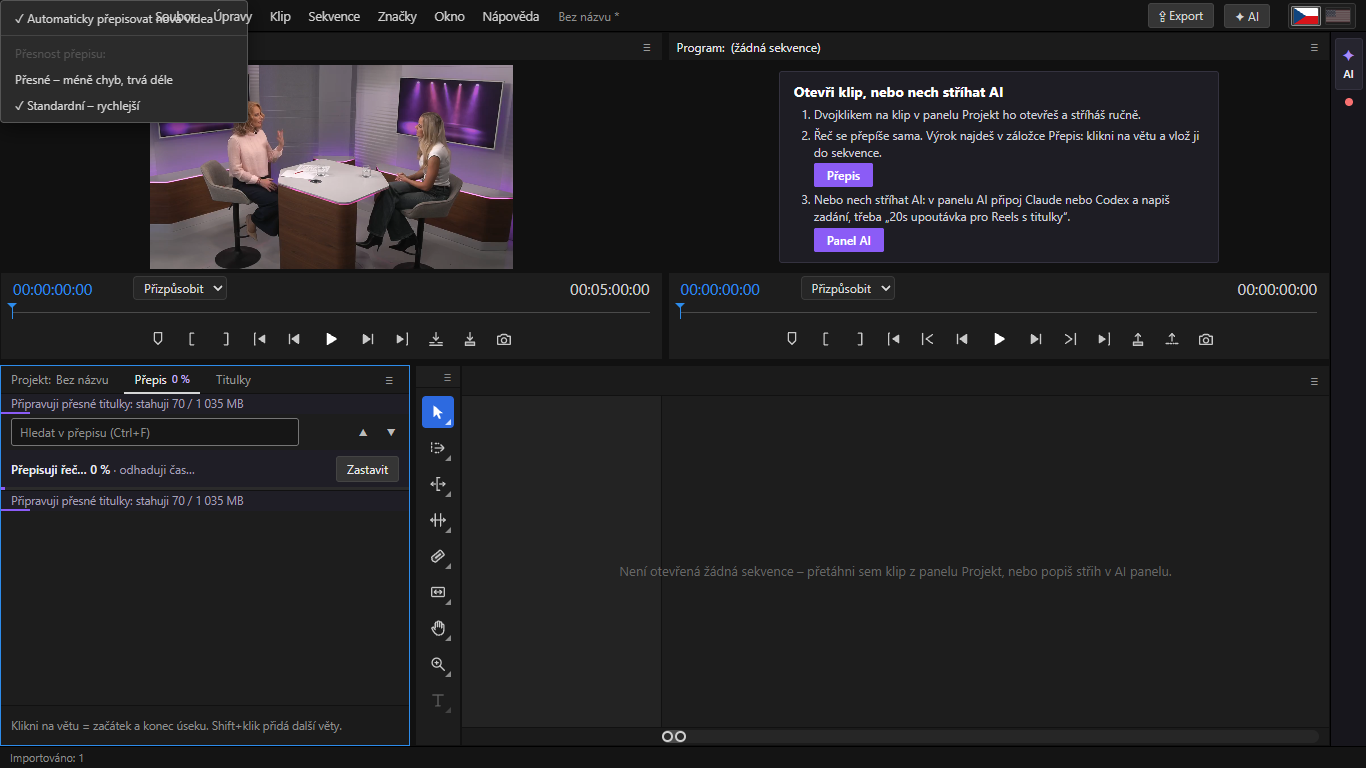 ✓ Automaticky přepisovat nová videa
Přesnost přepisu:
Přesné – méně chyb, trvá déle
✓ Standardní – rychlejší
Soubor
Úpravy
Klip
Sekvence
Značky
Okno
Nápověda
Bez názvu *
Export
AI
Program: (žádná sekvence)
AI
Otevři klip, nebo nech stříhat AI
1. Dvojklikem na klip v panelu Projekt ho otevřeš a stříháš ručně.
2. Řeč se přepíše sama. Výrok najdeš v záložce Přepis: klikni na větu a vlož ji
do sekvence.
Přepis
3. Nebo nech stříhat AI: v panelu AI připoj Claude nebo Codex a napiš
zadání, třeba „20s upoutávka pro Reels s titulky“.
Panel AI
00:00:00:00
Přizpůsobit
00:05:00:00
00:00:00:00
Přizpůsobit
00:00:00:00
Projekt: Bez názvu
Přepis 0 %
Titulky
Připravuji přesné titulky: stahuji 70 / 1 035 MB
Hledat v přepisu (Ctrl+F)
Přepisuji řeč... 0 % · odhaduji čas...
Zastavit
Připravuji přesné titulky: stahuji 70 / 1 035 MB
Není otevřená žádná sekvence – přetáhni sem klip z panelu Projekt, nebo popiš střih v AI panelu.
Klikni na větu = začátek a konec úseku. Shift+klik přidá další věty.
Importováno: 1